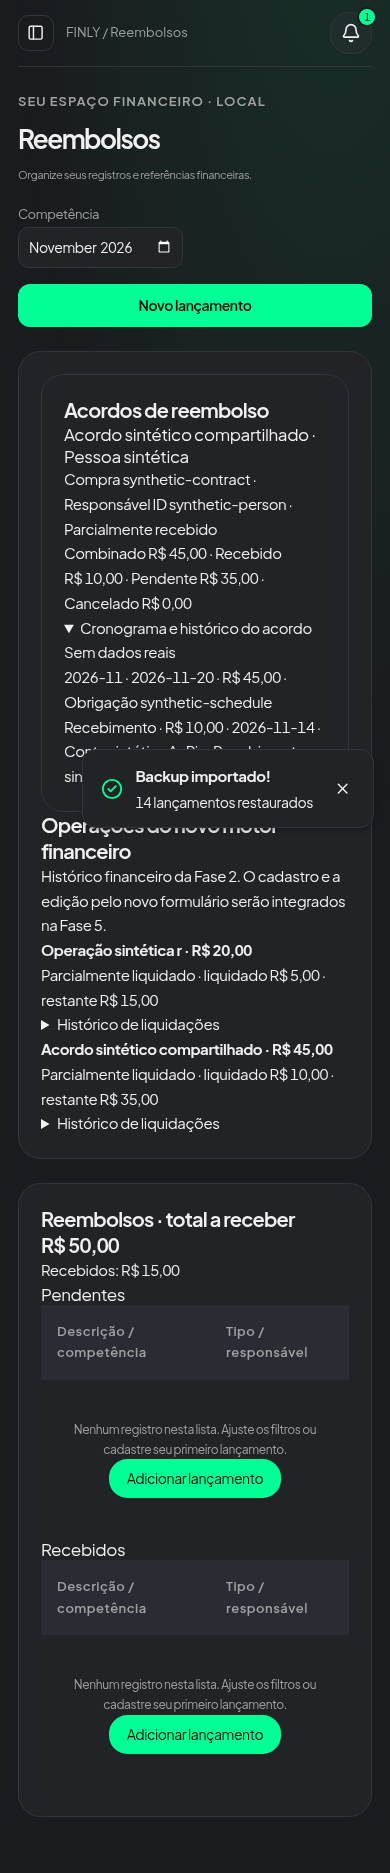 FINLY / Reembolsos
1
SEU ESPAÇO FINANCEIRO · LOCAL
Reembolsos
Organize seus registros e referências financeiras.
Competência
November 2026
Novo lançamento
Acordos de reembolso
Acordo sintético compartilhado ·
Pessoa sintética
Compra synthetic-contract ·
Responsável ID synthetic-person ·
Parcialmente recebido
Combinado R$ 45,00 · Recebido
R$ 10,00 · Pendente R$ 35,00 ·
Cancelado R$ 0,00
▼ Cronograma e histórico do acordo
Sem dados reais
2026-11 · 2026-11-20 · R$ 45,00 ·
Obrigação synthetic-schedule
Recebimento · R$ 10,00 · 2026-11-14 ·
Backup importado!
14 lançamentos restaurados
Operações do novo motor
financeiro
Histórico financeiro da Fase 2. O cadastro e a
edição pelo novo formulário serão integrados
na Fase 5.
Operação sintética r · R$ 20,00
Parcialmente liquidado · liquidado R$ 5,00 ·
restante R$ 15,00
▶ Histórico de liquidações
Acordo sintético compartilhado · R$ 45,00
Parcialmente liquidado · liquidado R$ 10,00 ·
restante R$ 35,00
▶ Histórico de liquidações
Reembolsos · total a receber
R$ 50,00
Recebidos: R$ 15,00
Pendentes
Descrição / competência
Tipo / responsável
Nenhum registro nesta lista. Ajuste os filtros ou
cadastre seu primeiro lançamento.
Adicionar lançamento
Recebidos
Descrição / competência
Tipo / responsável
Nenhum registro nesta lista. Ajuste os filtros ou
cadastre seu primeiro lançamento.
Adicionar lançamento